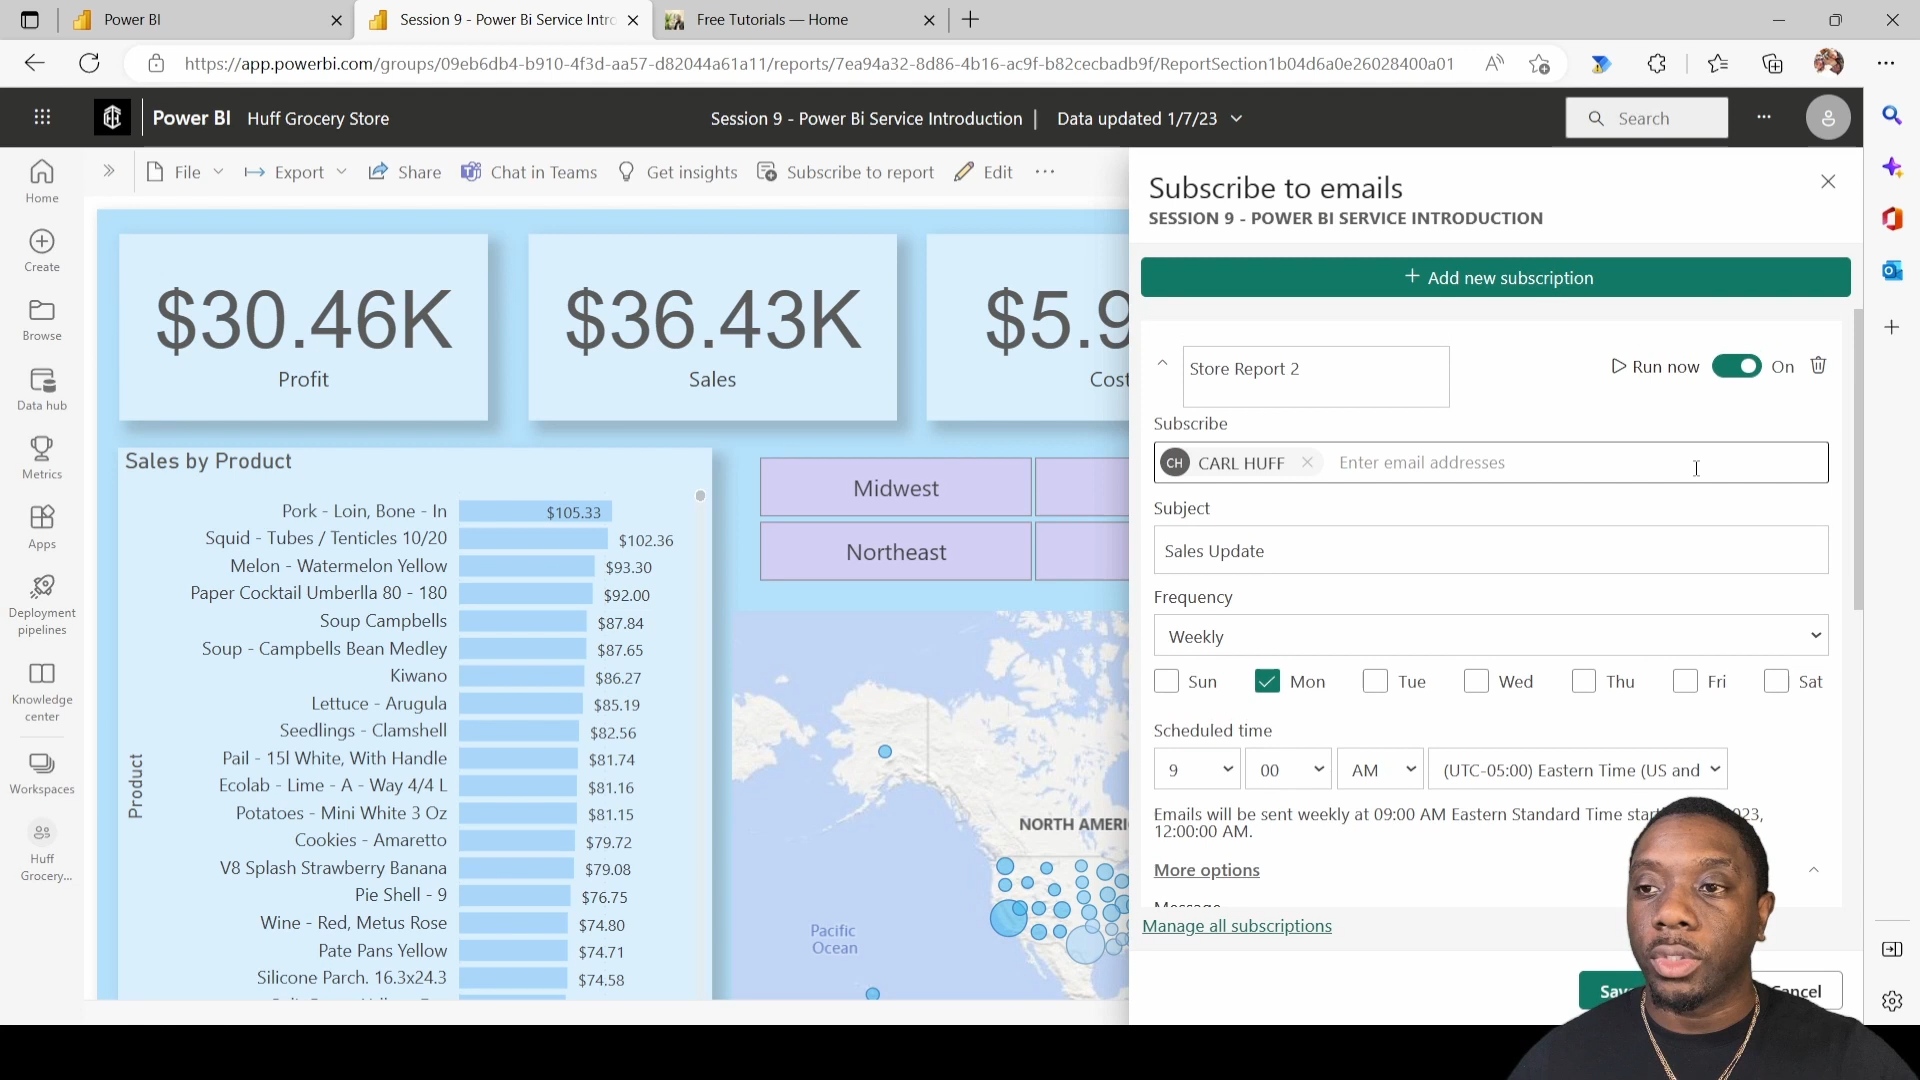 Power BI
Session 9 - Power Bi Service Intro
Free Tutorials — Home
https://app.powerbi.com/groups/09eb6db4-b910-4f3d-aa57-d82044a61a11/reports/7ea94a32-8d86-4b16-ac9f-b82cecbadb9f/ReportSection1b04d6a0e26028400a01
Power BI Huff Grocery Store
Session 9 - Power Bi Service Introduction | Data updated 1/7/23
Search
Home
Create
Browse
Data hub
Metrics
Apps
Deployment
pipelines
Knowledge
center
Workspaces
Huff
Grocery...
File Export Share Chat in Teams Get insights Subscribe to report Edit
$30.46K
Profit
$36.43K
Sales
$5.9
Cost
Sales by Product
Product
Pork - Loin, Bone - In $105.33
Squid - Tubes / Tenticles 10/20 $102.36
Melon - Watermelon Yellow $93.30
Paper Cocktail Umberlla 80 - 180 $92.00
Soup Campbells $87.84
Soup - Campbells Bean Medley $87.65
Kiwano $86.27
Lettuce - Arugula $85.19
Seedlings - Clamshell $82.56
Pail - 15l White, With Handle $81.74
Ecolab - Lime - A - Way 4/4 L $81.16
Potatoes - Mini White 3 Oz $81.15
Cookies - Amaretto $79.72
V8 Splash Strawberry Banana $79.08
Pie Shell - 9 $76.75
Wine - Red, Metus Rose $74.80
Pate Pans Yellow $74.71
Silicone Parch. 16.3x24.3 $74.58
Midwest
Northeast
NORTH AMERI
Pacific
Ocean
Subscribe to emails
SESSION 9 - POWER BI SERVICE INTRODUCTION
+ Add new subscription
Store Report 2
Run now On
Subscribe
CH CARL HUFF Enter email addresses
Subject
Sales Update
Frequency
Weekly
Sun Mon Tue Wed Thu Fri Sat
Scheduled time
9 00 AM (UTC-05:00) Eastern Time (US and
Emails will be sent weekly at 09:00 AM Eastern Standard Time star 23,
12:00:00 AM.
More options
Message
Manage all subscriptions
Sav
ancel